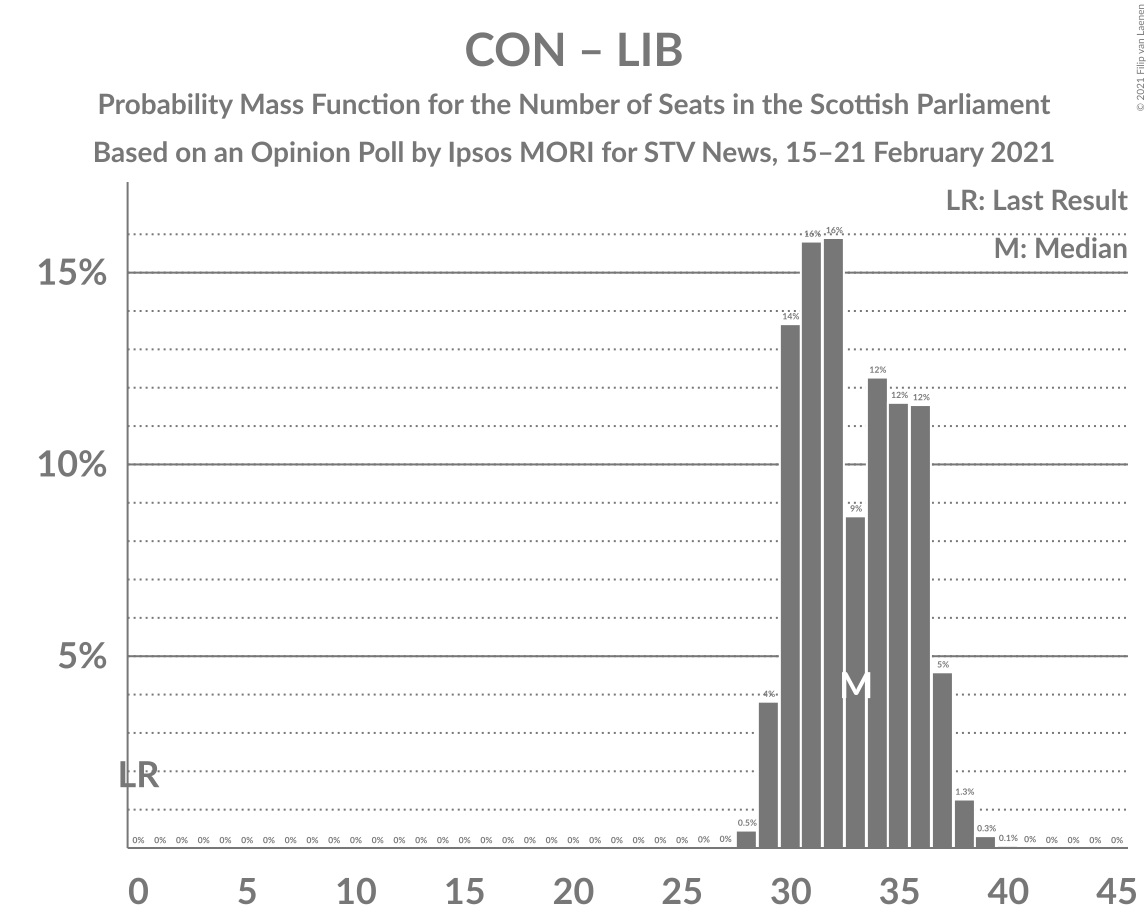 CON – LIB
Probability Mass Function for the Number of Seats in the Scottish Parliament
Based on an Opinion Poll by Ipsos MORI for STV News, 15–21 February 2021
© 2021 Filip van Laenen
LR: Last Result
M: Median
15%
10%
5%
16% 16%
14%
12%
12% 12%
9%
5%
4%
M
LR
1.3%
0.5% 0.3%
0% 0% 0% 0% 0% 0% 0% 0% 0% 0% 0% 0% 0% 0% 0% 0% 0% 0% 0% 0% 0% 0% 0% 0% 0% 0% 0% 0% 0.1% 0% 0% 0% 0% 0%
0 5 10 15 20 25 30 35 40 45